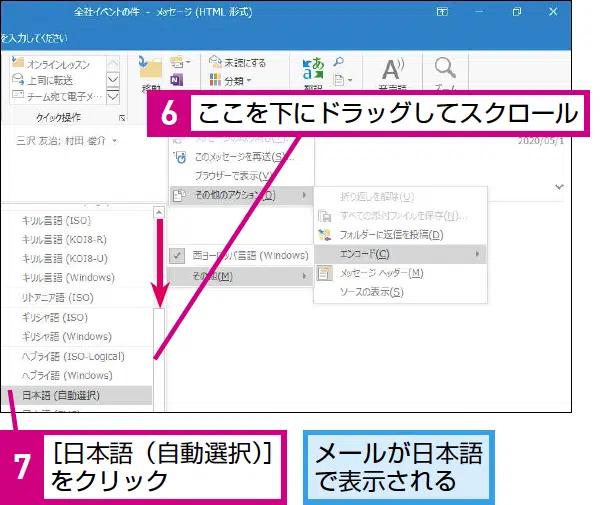 全社イベントの件 - メッセージ (HTML 形式)
を入力してください
オンラインレッスン
上司に転送
チーム宛て電子メ…
クイック操作
移動
未読にする
分類
翻訳
音声読
ズーム
6 ここを下にドラッグしてスクロール
三沢 友治; 村田 俊介
2020/05/1
このメッセージを再送(S)...
ブラウザーで表示(V)
その他のアクション(O)
折り返しを解除(U)
すべての添付ファイルを保存(N)...
フォルダーに返信を投稿(D)
エンコード(C)
メッセージ ヘッダー(M)
ソースの表示(S)
西ヨーロッパ言語 (Windows)
その他(M)
キリル言語 (ISO)
キリル言語 (KOI8-R)
キリル言語 (KOI8-U)
キリル言語 (Windows)
リトアニア語 (ISO)
ギリシャ語 (ISO)
ギリシャ語 (Windows)
ヘブライ語 (ISO-Logical)
ヘブライ語 (Windows)
日本語 (自動選択)
7 [日本語（自動選択）]
をクリック
メールが日本語
で表示される